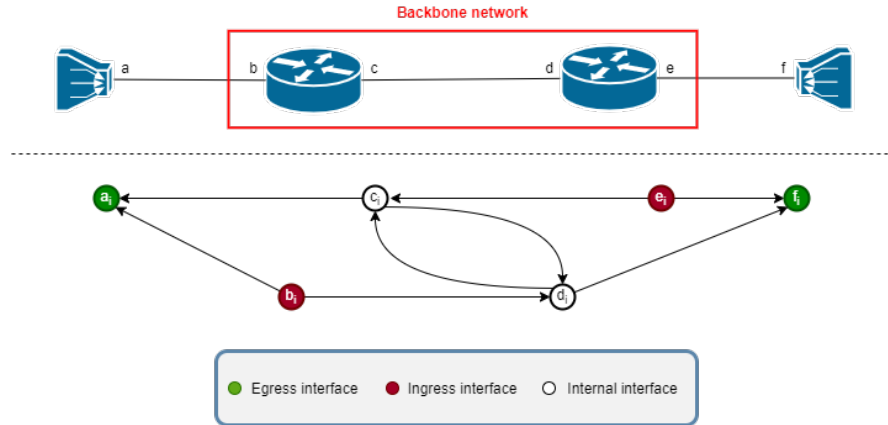 Backbone network
a b c d e f
aᵢ cᵢ eᵢ fᵢ
bᵢ dᵢ
Egress interface Ingress interface Internal interface